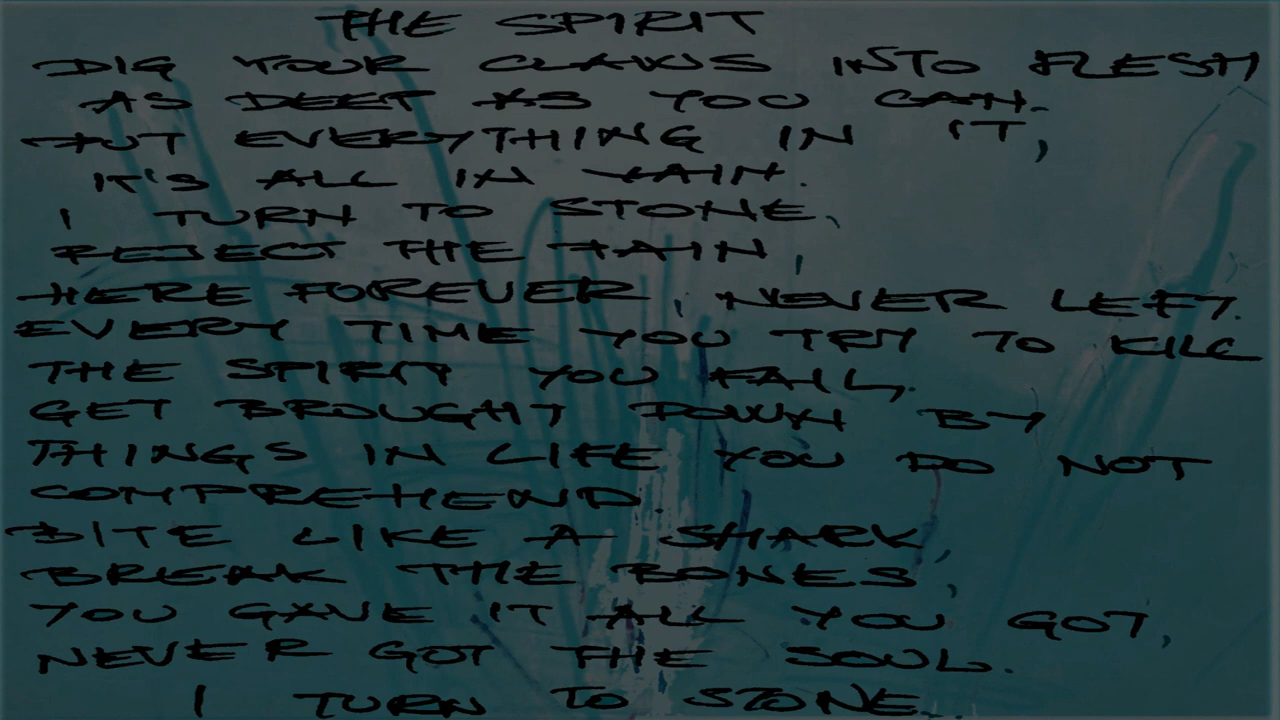 THE SPIRIT
DIG YOUR CLAWS INTO FLESH
AS DEEP AS YOU CAN.
PUT EVERYTHING IN IT,
IT'S ALL IN VAIN.
I TURN TO STONE,
REJECT THE PAIN,
HERE FOREVER, NEVER LEFT.
EVERY TIME YOU TRY TO KILL
THE SPIRIT YOU FAIL.
GET BROUGHT DOWN BY
THINGS IN LIFE YOU DO NOT
COMPREHEND.
BITE LIKE A SHARK,
BREAK THE BONES,
YOU GAVE IT ALL YOU GOT,
NEVER GOT THE SOUL.
I TURN TO STONE..